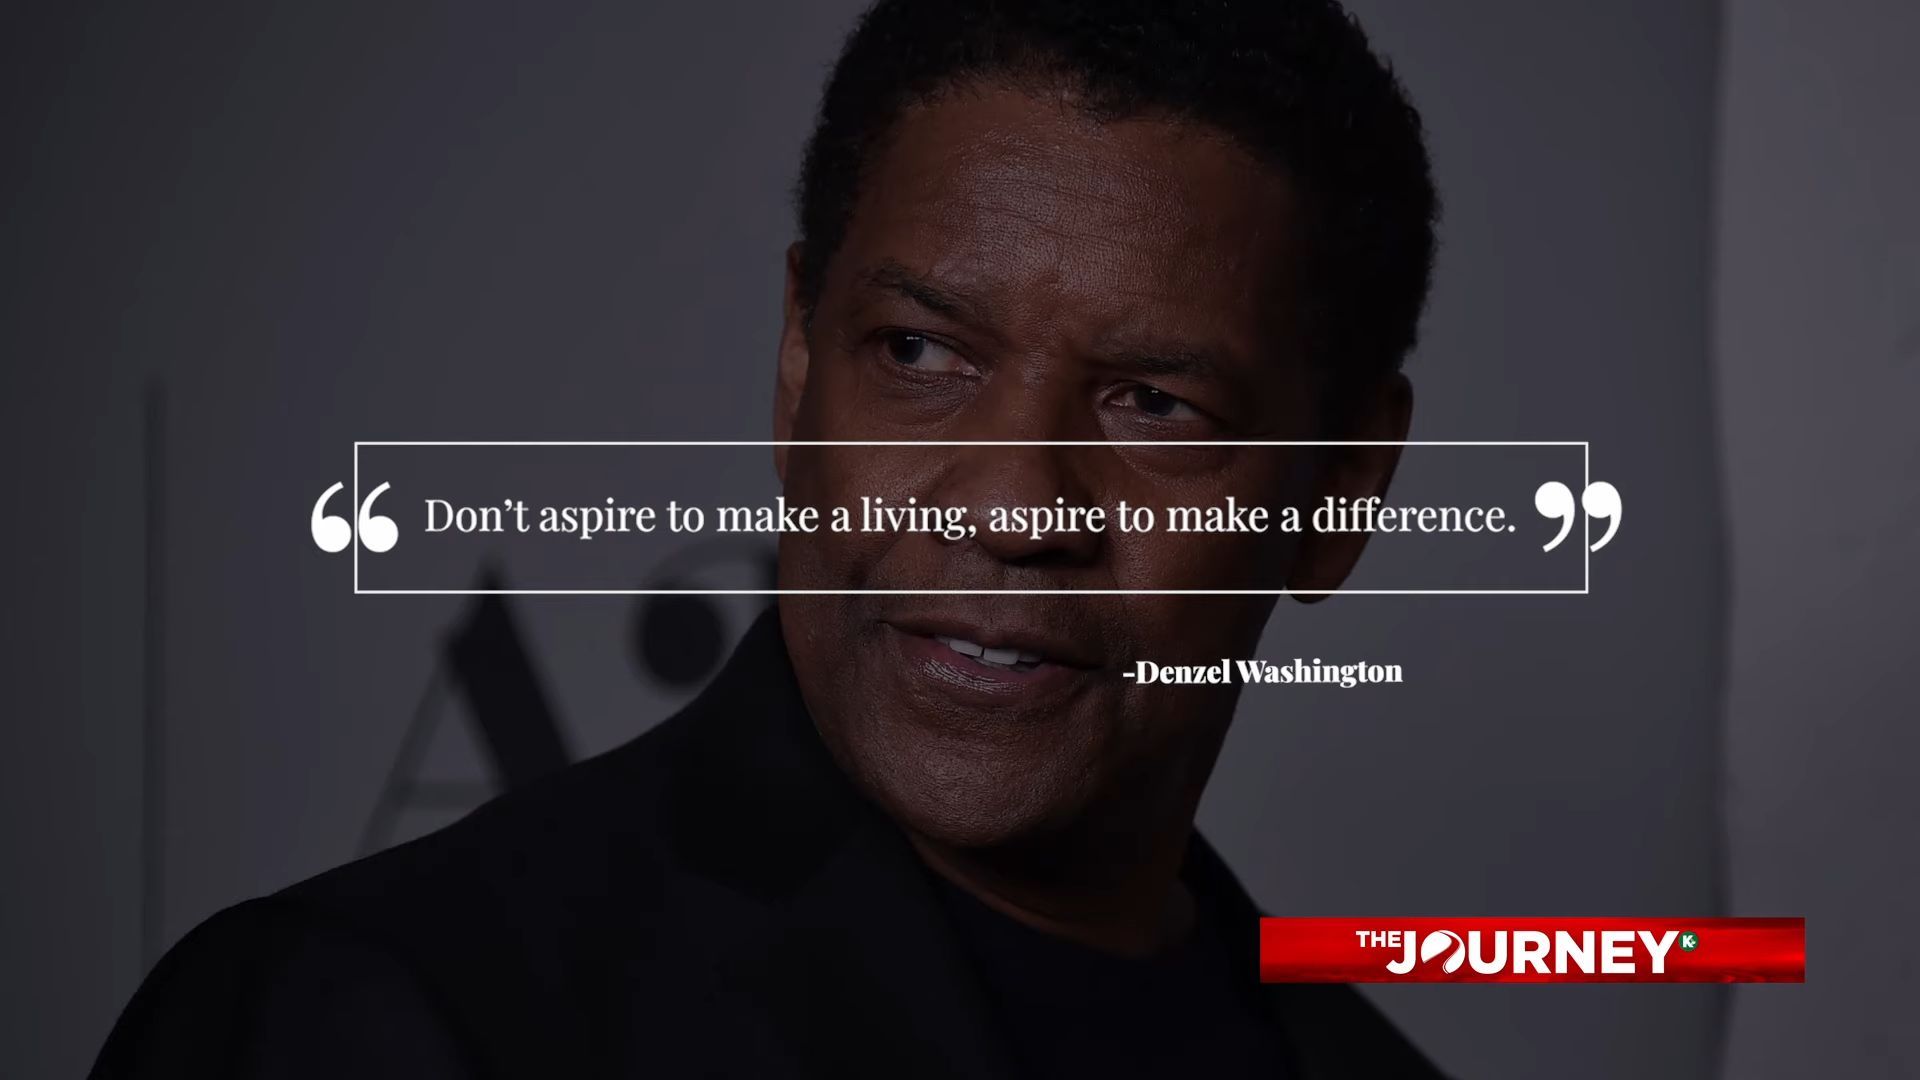 “Don’t aspire to make a living, aspire to make a difference.”
-Denzel Washington
THE JOURNEY K
A